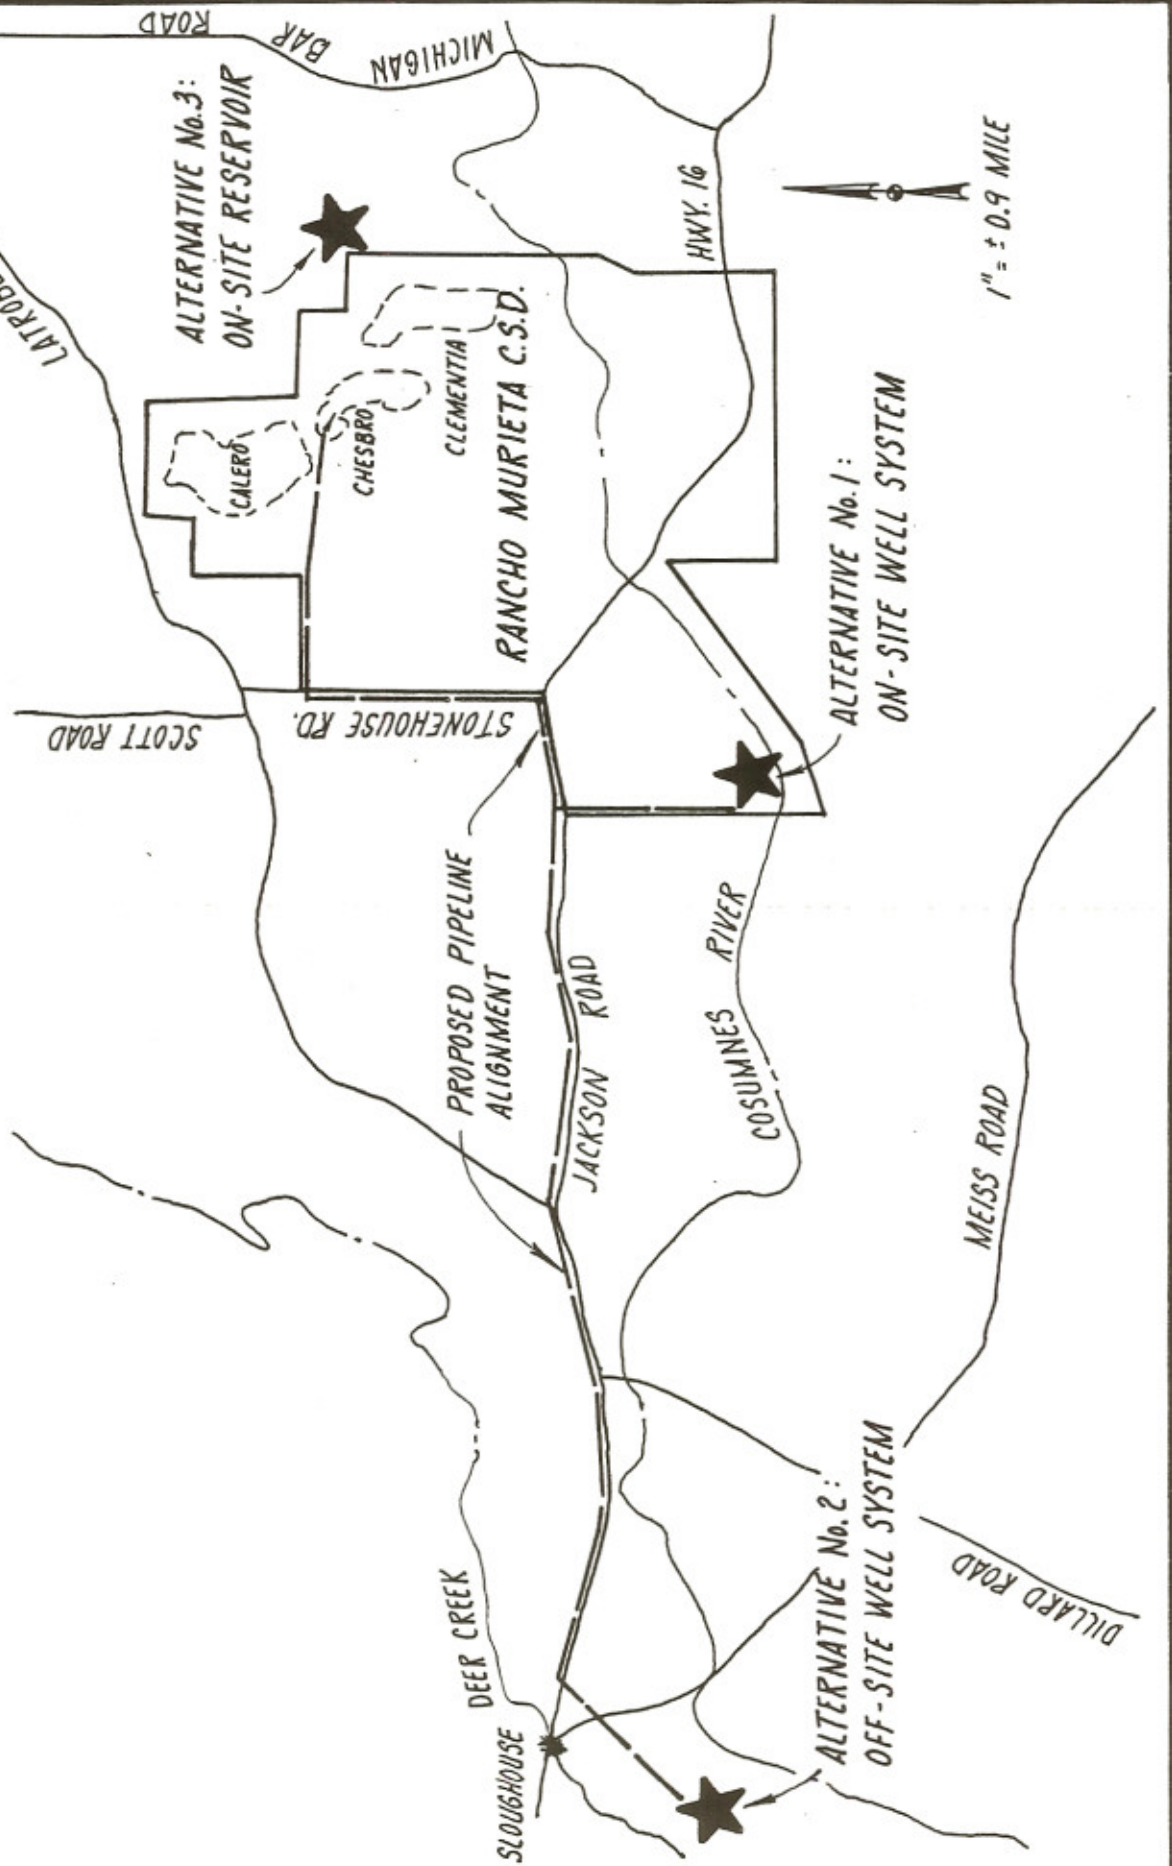 LATROBE
MICHIGAN
BAR
ROAD
ALTERNATIVE No.3:
ON-SITE RESERVOIR
SCOTT ROAD
CALERO
CHESBRO
CLEMENTIA
RANCHO MURIETA C.S.D.
STONEHOUSE RD.
HWY. 16
PROPOSED PIPELINE
ALIGNMENT
JACKSON ROAD
DEER CREEK
SLOUGHHOUSE
COSUMNES RIVER
ALTERNATIVE No.1:
ON-SITE WELL SYSTEM
ALTERNATIVE No.2:
OFF-SITE WELL SYSTEM
MEISS ROAD
DILLARD ROAD
1" = ± 0.9 MILE